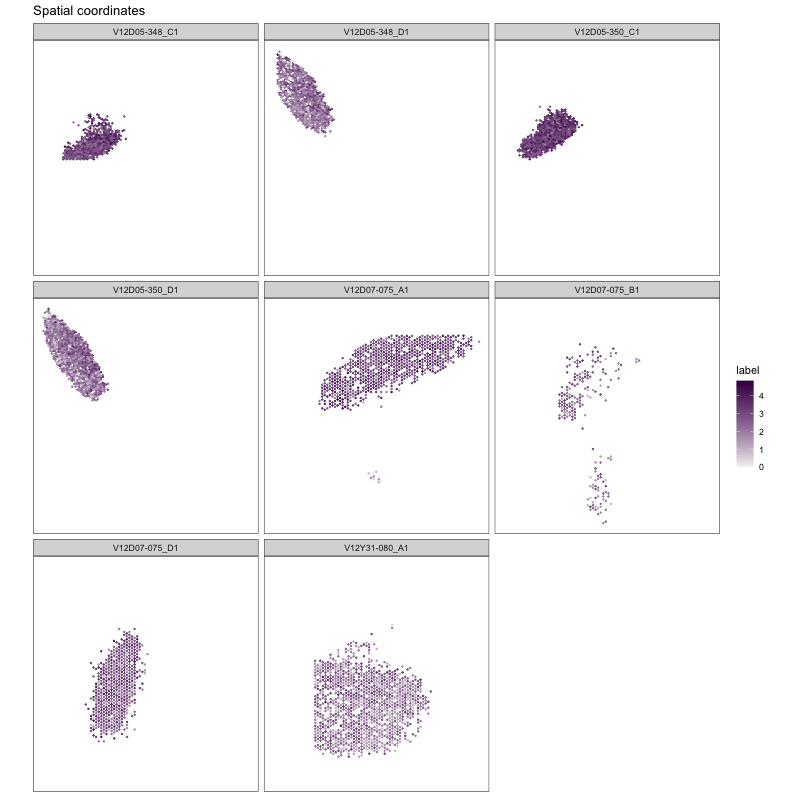 Spatial coordinates
V12D05-348_C1
V12D05-348_D1
V12D05-350_C1
V12D05-350_D1
V12D07-075_A1
V12D07-075_B1
label
4
3
2
1
0
V12D07-075_D1
V12Y31-080_A1